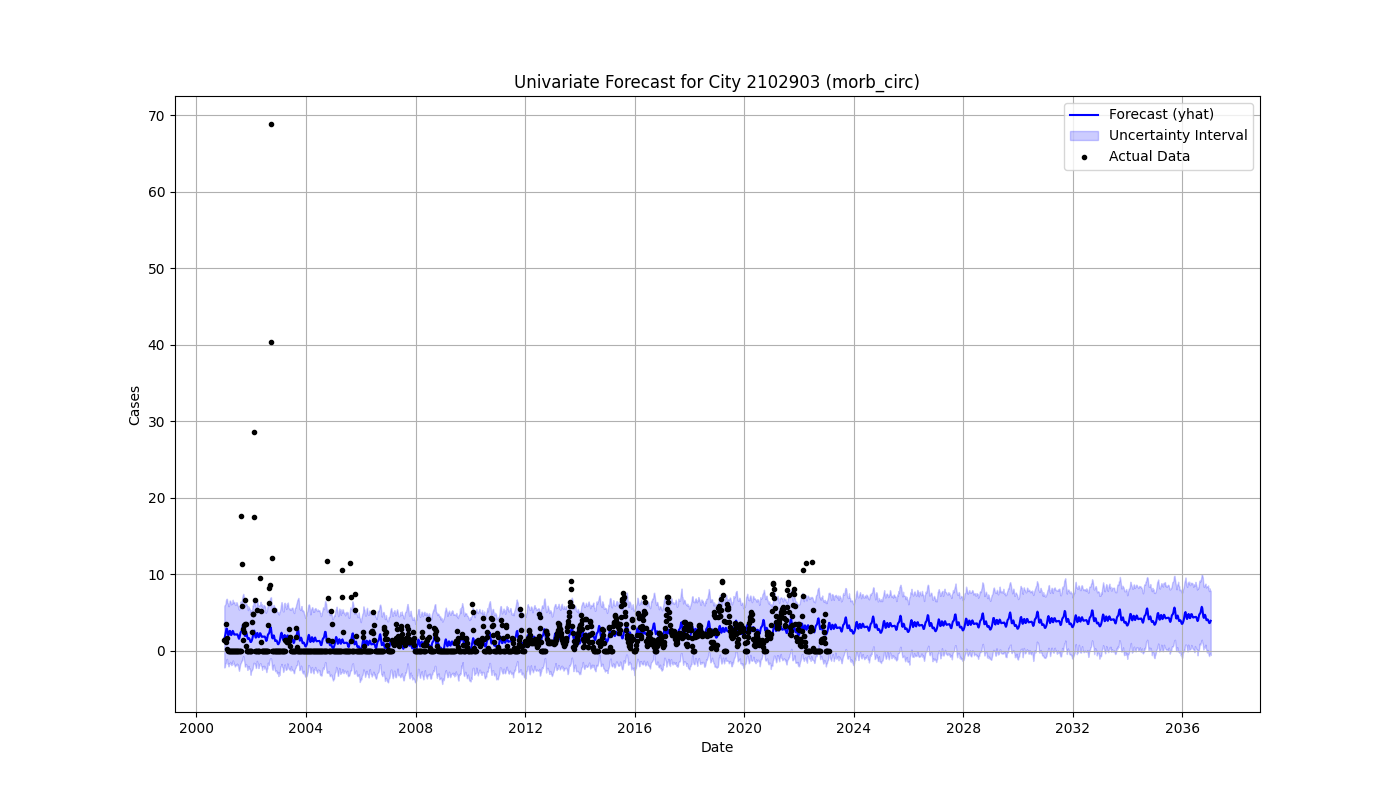 Univariate Forecast for City 2102903 (morb_circ)
Forecast (yhat)
Uncertainty Interval
Actual Data
Cases
70
60
50
40
30
20
10
0
2000 2004 2008 2012 2016 2020 2024 2028 2032 2036
Date